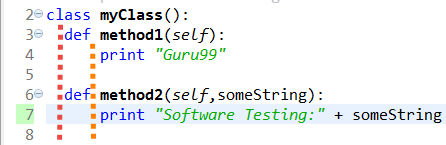 2 class myClass():
3 def method1(self):
4 print "Guru99"
5
6 def method2(self,someString):
7 print "Software Testing:" + someString
8